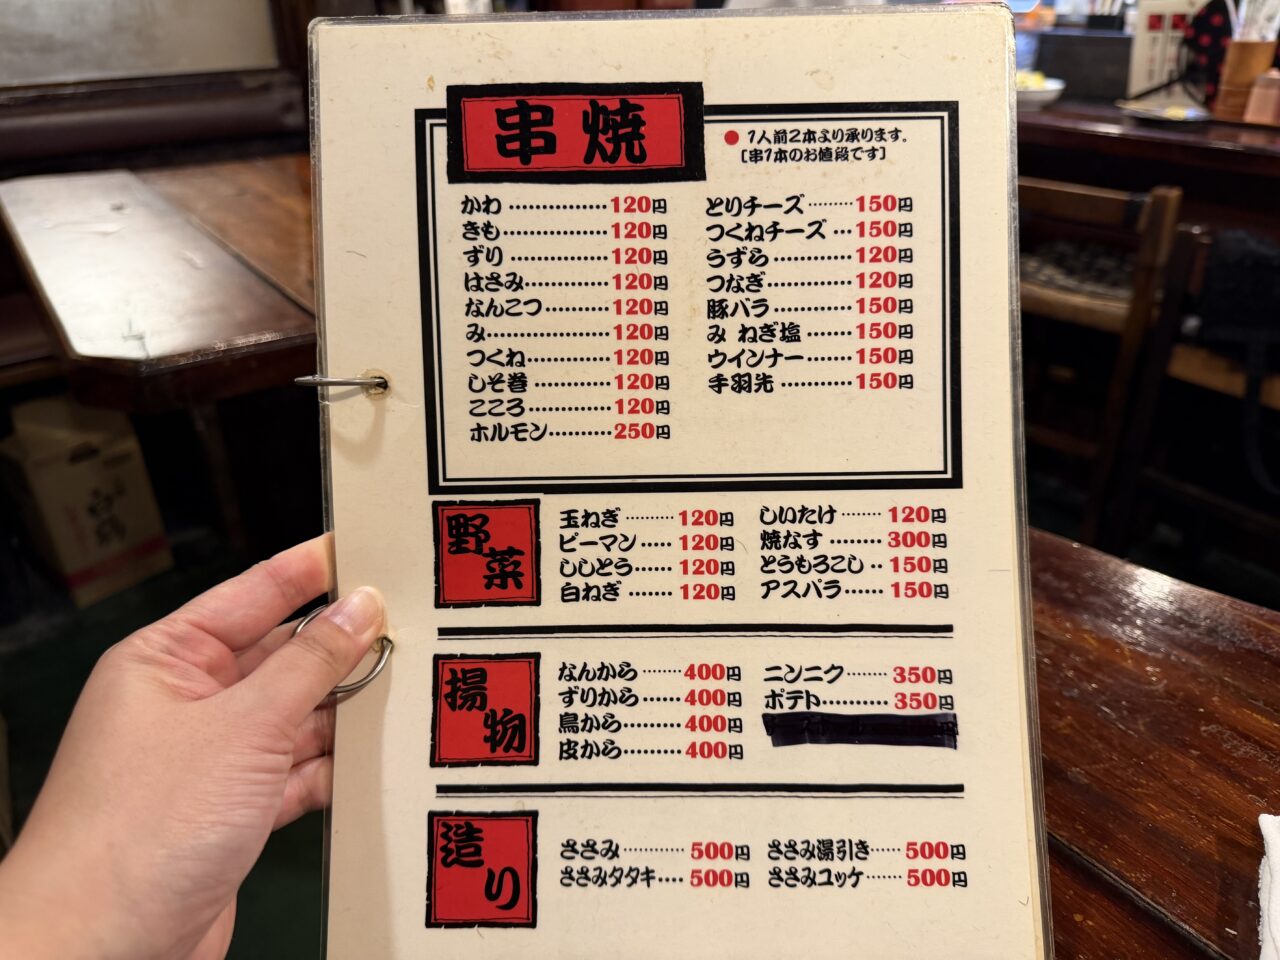 串焼
● 1人前2本より承ります。
[串1本のお値段です]
かわ 120円
きも 120円
ずり 120円
はさみ 120円
なんこつ 120円
み 120円
つくね 120円
しそ巻 120円
こころ 120円
ホルモン 250円
とりチーズ 150円
つくねチーズ 150円
うずら 120円
つなぎ 120円
豚バラ 150円
み ねぎ塩 150円
ウインナー 150円
手羽先 150円
野菜
玉ねぎ 120円
ピーマン 120円
ししとう 120円
白ねぎ 120円
しいたけ 120円
焼なす 300円
とうもろこし 150円
アスパラ 150円
揚物
なんから 400円
ずりから 400円
鳥から 400円
皮から 400円
ニンニク 350円
ポテト 350円
造り
ささみ 500円
ささみタタキ 500円
ささみ湯引き 500円
ささみユッケ 500円